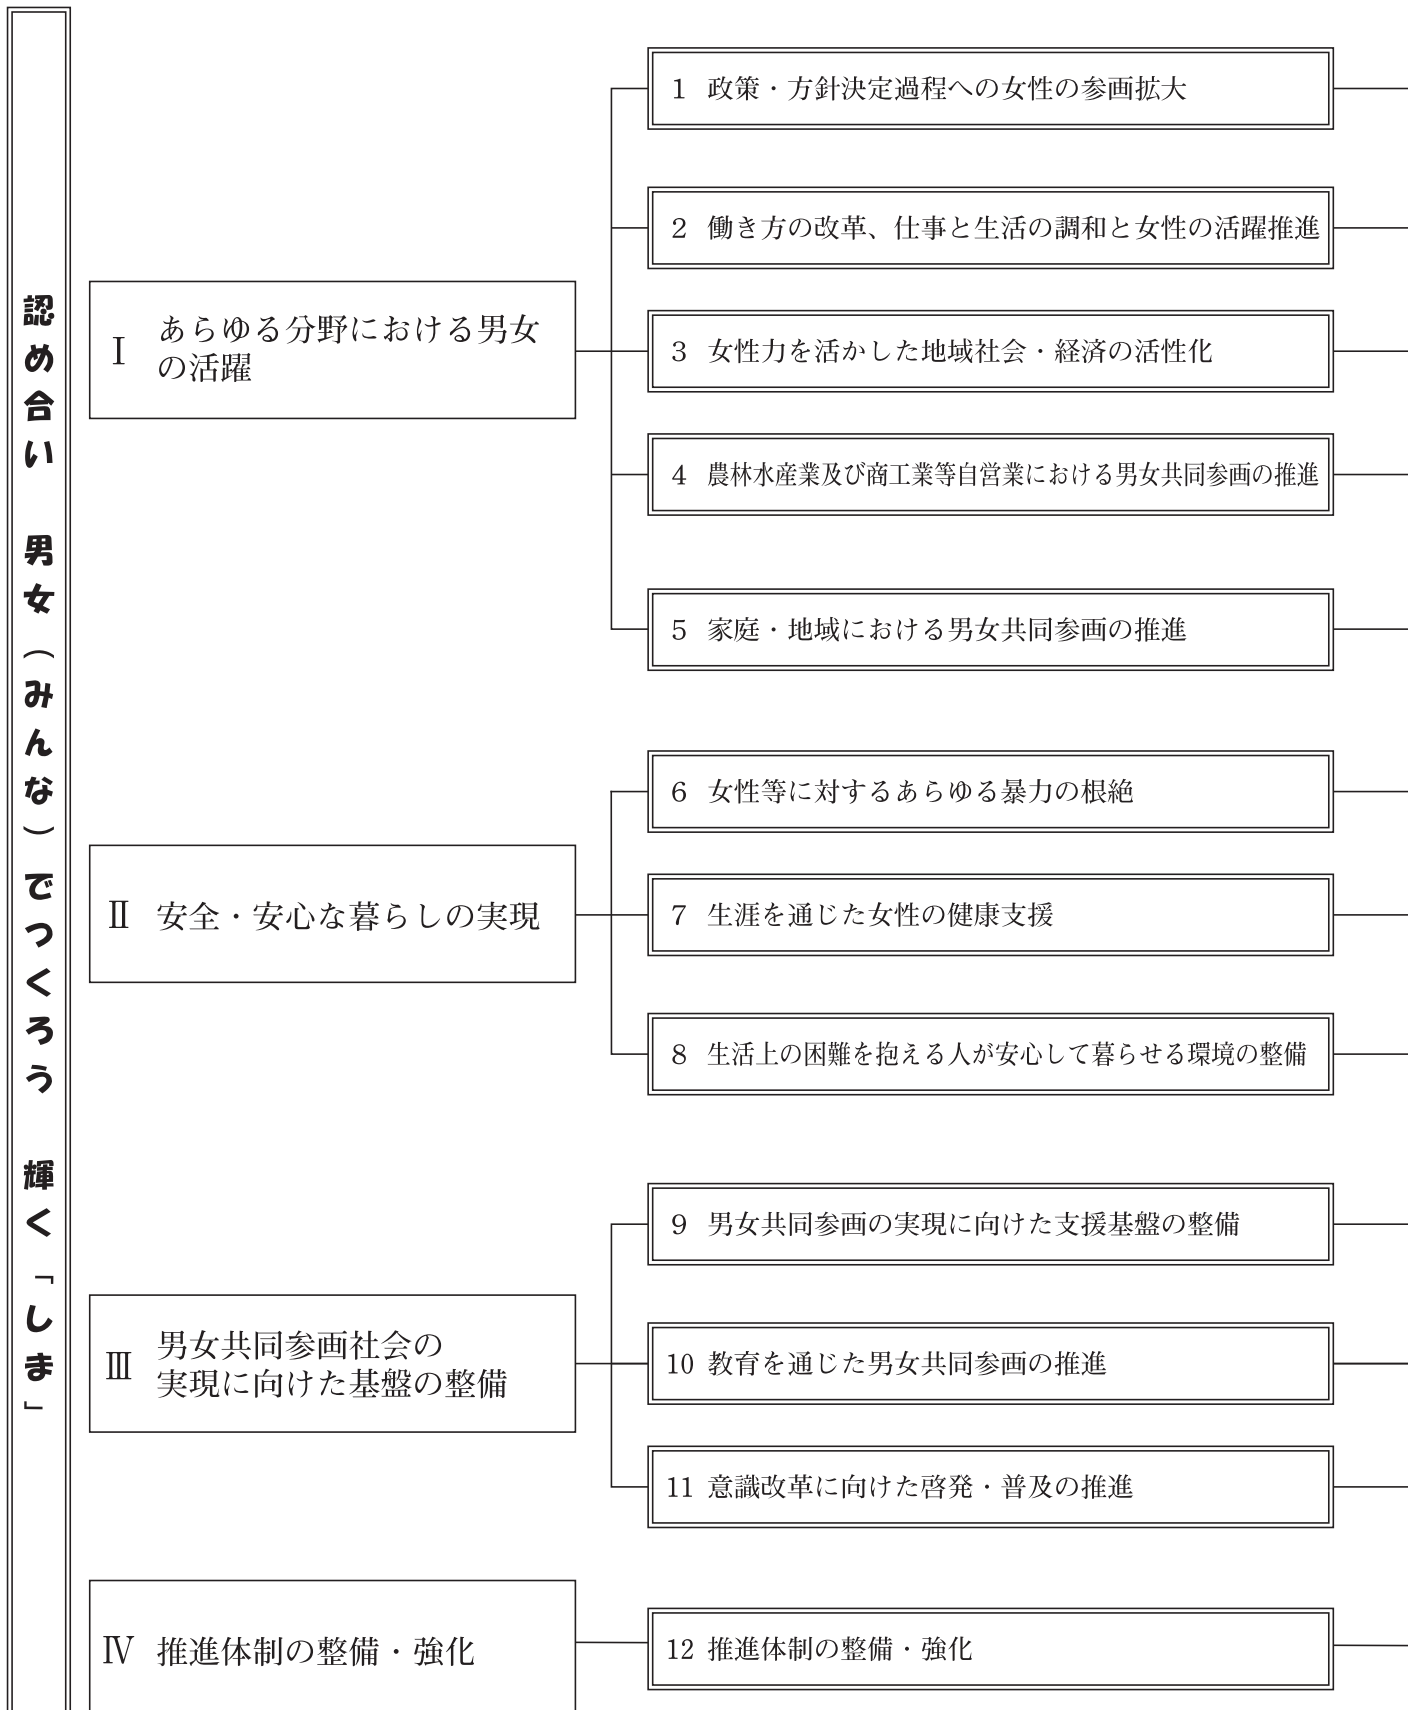 認め合い　男女（みんな）でつくろう　輝く「しま」
Ⅰ　あらゆる分野における男女
の活躍
1　政策・方針決定過程への女性の参画拡大
2　働き方の改革、仕事と生活の調和と女性の活躍推進
3　女性力を活かした地域社会・経済の活性化
4　農林水産業及び商工業等自営業における男女共同参画の推進
5　家庭・地域における男女共同参画の推進
Ⅱ　安全・安心な暮らしの実現
6　女性等に対するあらゆる暴力の根絶
7　生涯を通じた女性の健康支援
8　生活上の困難を抱える人が安心して暮らせる環境の整備
Ⅲ　男女共同参画社会の
実現に向けた基盤の整備
9　男女共同参画の実現に向けた支援基盤の整備
10　教育を通じた男女共同参画の推進
11　意識改革に向けた啓発・普及の推進
Ⅳ　推進体制の整備・強化
12　推進体制の整備・強化